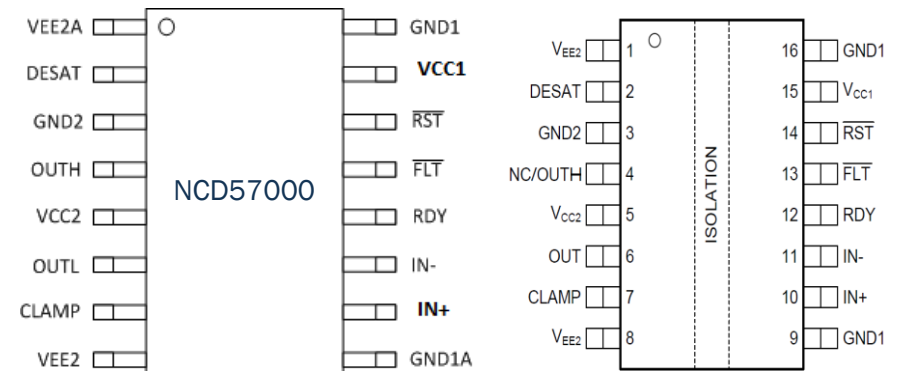 VEE2A
DESAT
GND2
OUTH
VCC2
OUTL
CLAMP
VEE2
NCD57000
GND1
VCC1
RST
FLT
RDY
IN-
IN+
GND1A
VEE2 1
DESAT 2
GND2 3
NC/OUTH 4
VCC2 5
OUT 6
CLAMP 7
VEE2 8
ISOLATION
16 GND1
15 VCC1
14 RST
13 FLT
12 RDY
11 IN-
10 IN+
9 GND1